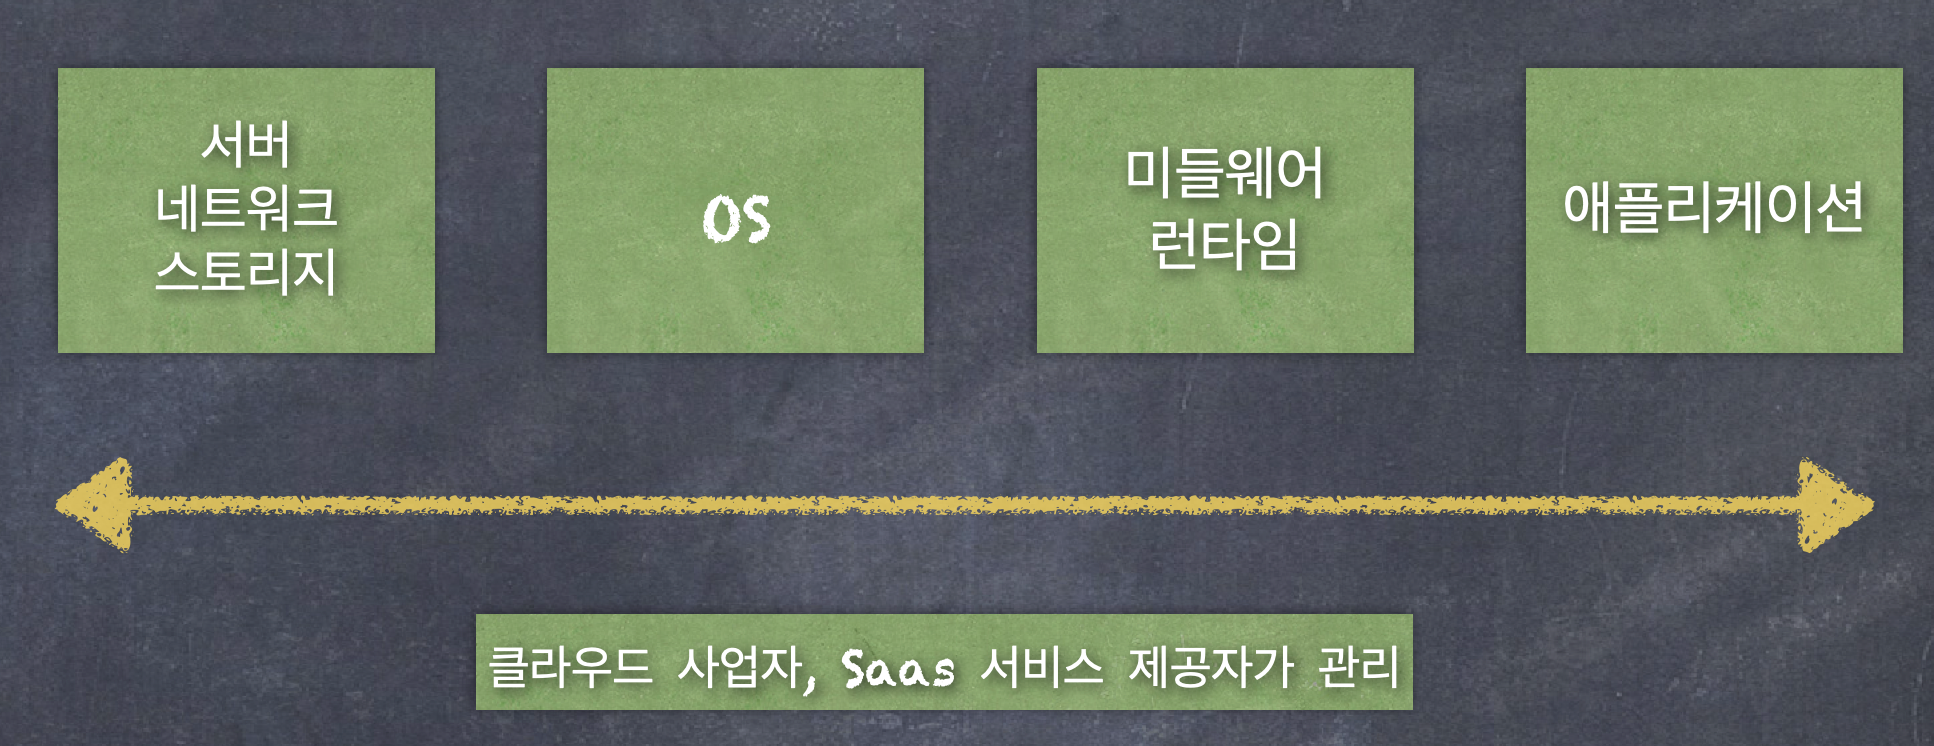 서버
네트워크
스토리지
OS
미들웨어
런타임
애플리케이션
클라우드 사업자, Saas 서비스 제공자가 관리